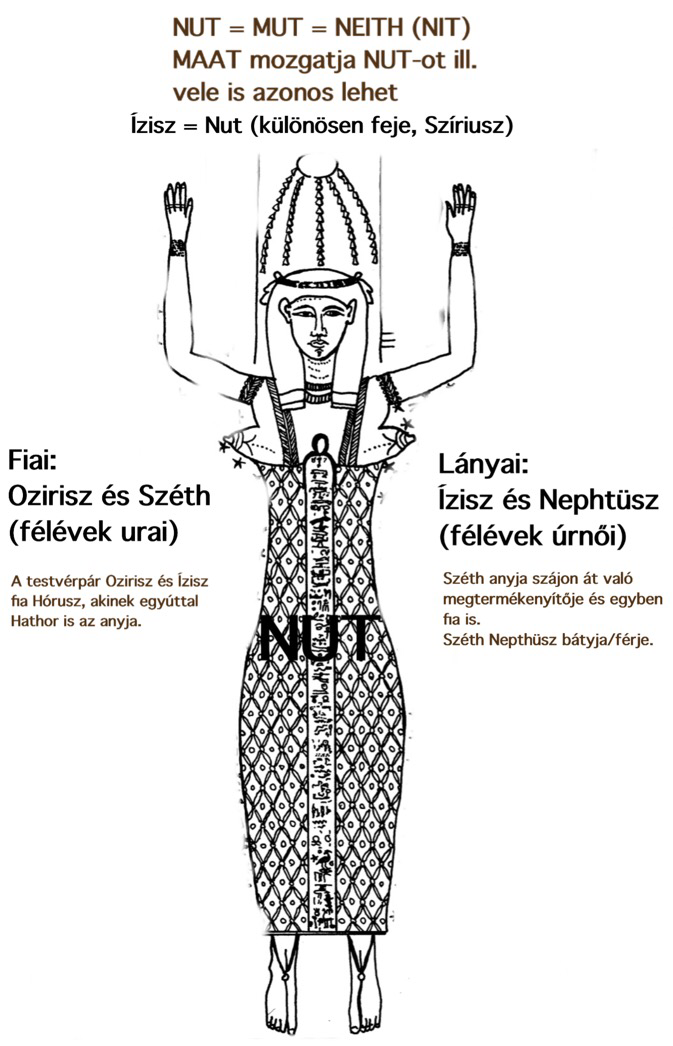 NUT = MUT = NEITH (NIT)
MAAT mozgatja NUT-ot ill.
vele is azonos lehet
Ízisz = Nut (különösen feje, Szíriusz)
Fiai:
Ozirisz és Széth
(félévek urai)
A testvérpár Ozirisz és Ízisz
fia Hórusz, akinek egyúttal
Hathor is az anyja.
Lányai:
Ízisz és Nephtüsz
(félévek úrnői)
Széth anyja szájon át való
megtermékenyítője és egyben
fia is.
Széth Nepthüsz bátyja/férje.
NUT